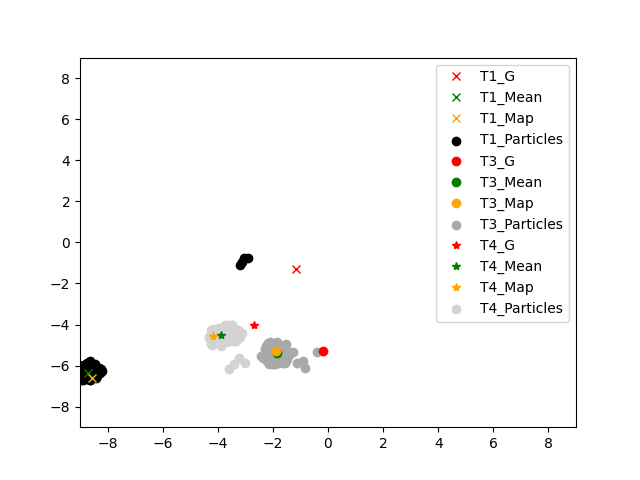 8
6
4
2
0
−2
−4
−6
−8
−8 −6 −4 −2 0 2 4 6 8
T1_G
T1_Mean
T1_Map
T1_Particles
T3_G
T3_Mean
T3_Map
T3_Particles
T4_G
T4_Mean
T4_Map
T4_Particles